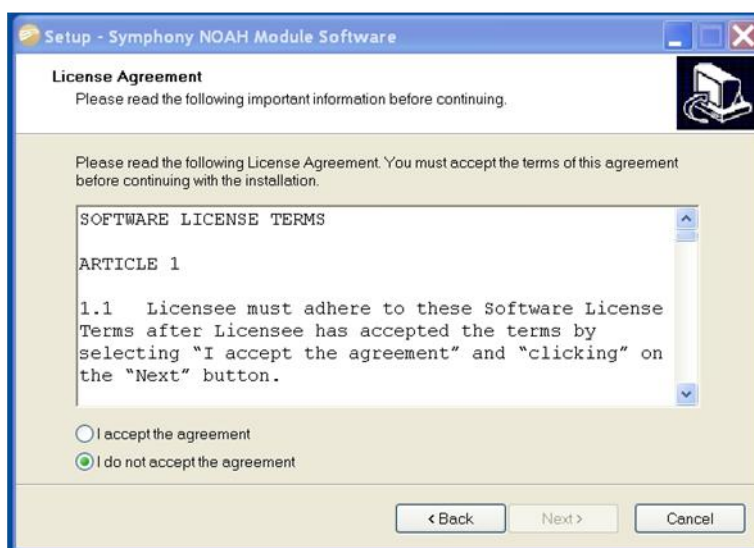 Setup - Symphony NOAH Module Software
License Agreement
Please read the following important information before continuing.
Please read the following License Agreement. You must accept the terms of this agreement
before continuing with the installation.
SOFTWARE LICENSE TERMS
ARTICLE 1
1.1 Licensee must adhere to these Software License
Terms after Licensee has accepted the terms by
selecting “I accept the agreement” and “clicking” on
the “Next” button.
I accept the agreement
I do not accept the agreement
< Back
Next >
Cancel